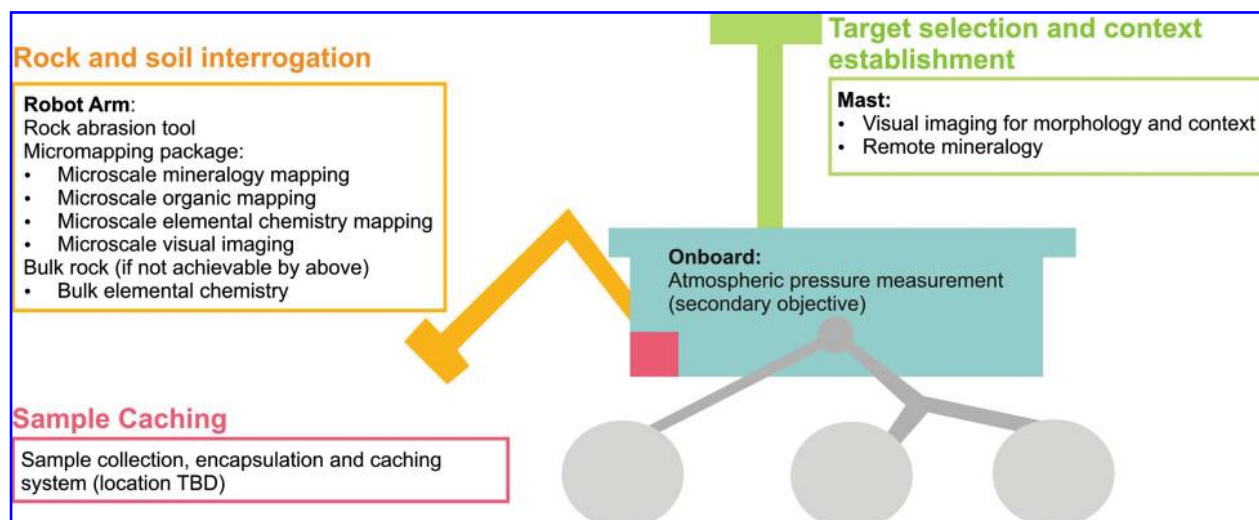 Rock and soil interrogation
Robot Arm:
Rock abrasion tool
Micromapping package:
• Microscale mineralogy mapping
• Microscale organic mapping
• Microscale elemental chemistry mapping
• Microscale visual imaging
Bulk rock (if not achievable by above)
• Bulk elemental chemistry
Target selection and context
establishment
Mast:
• Visual imaging for morphology and context
• Remote mineralogy
Onboard:
Atmospheric pressure measurement
(secondary objective)
Sample Caching
Sample collection, encapsulation and caching
system (location TBD)